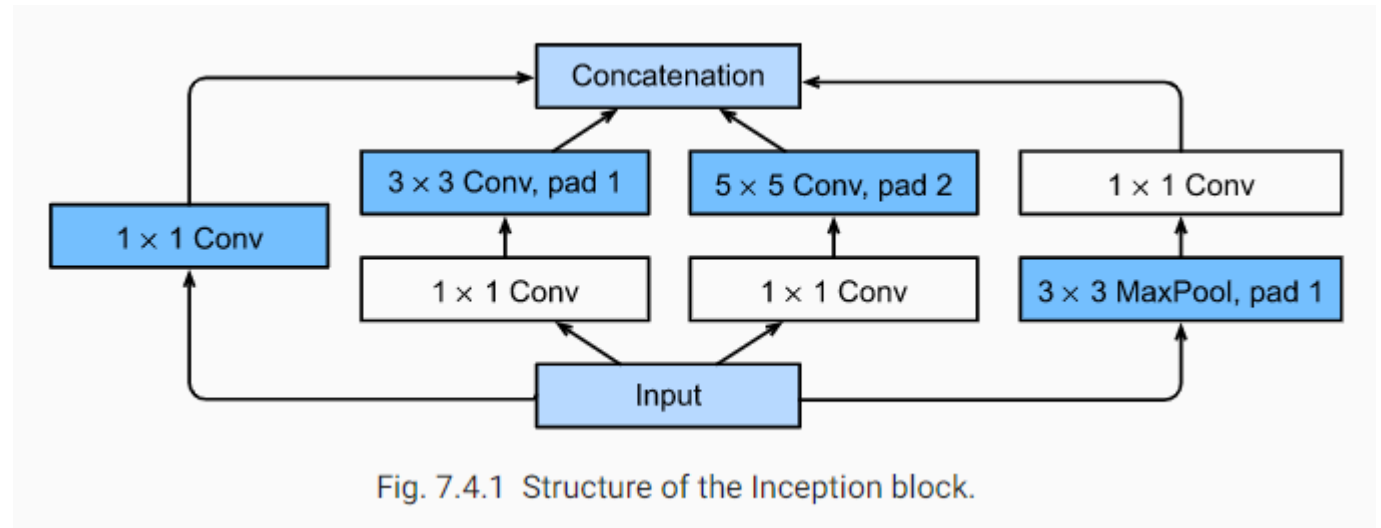 Concatenation
3 × 3 Conv, pad 1
5 × 5 Conv, pad 2
1 × 1 Conv
1 × 1 Conv
1 × 1 Conv
1 × 1 Conv
3 × 3 MaxPool, pad 1
Input
Fig. 7.4.1 Structure of the Inception block.